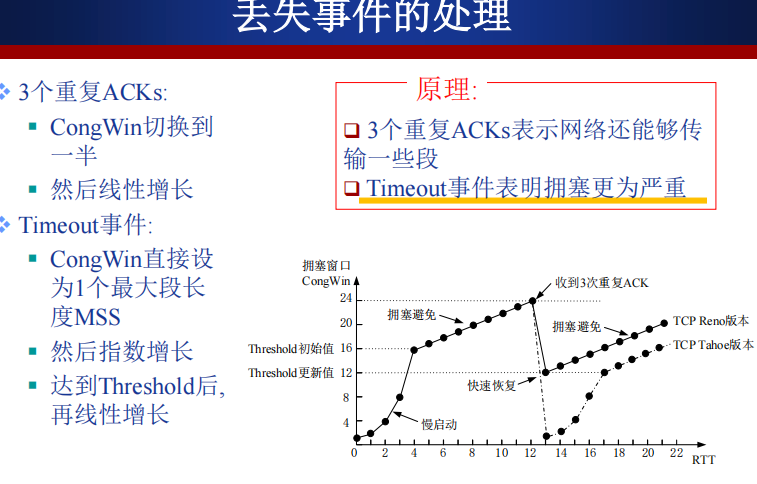 丢失事件的处理
3个重复ACKs:
CongWin切换到
一半
然后线性增长
Timeout事件:
CongWin直接设
为1个最大段长
度MSS
然后指数增长
达到Threshold后,
再线性增长
原理:
3个重复ACKs表示网络还能够传
输一些段
Timeout事件表明拥塞更为严重
拥塞窗口
CongWin
24
20
16
12
8
4
Threshold初始值
Threshold更新值
拥塞避免
收到3次重复ACK
拥塞避免
TCP Reno版本
TCP Tahoe版本
快速恢复
慢启动
0 2 4 6 8 10 12 14 16 18 20 22
RTT